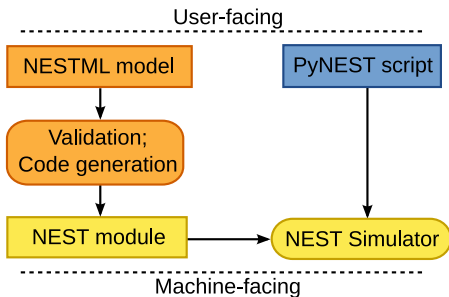 User-facing
NESTML model
PyNEST script
Validation;
Code generation
NEST module
NEST Simulator
Machine-facing